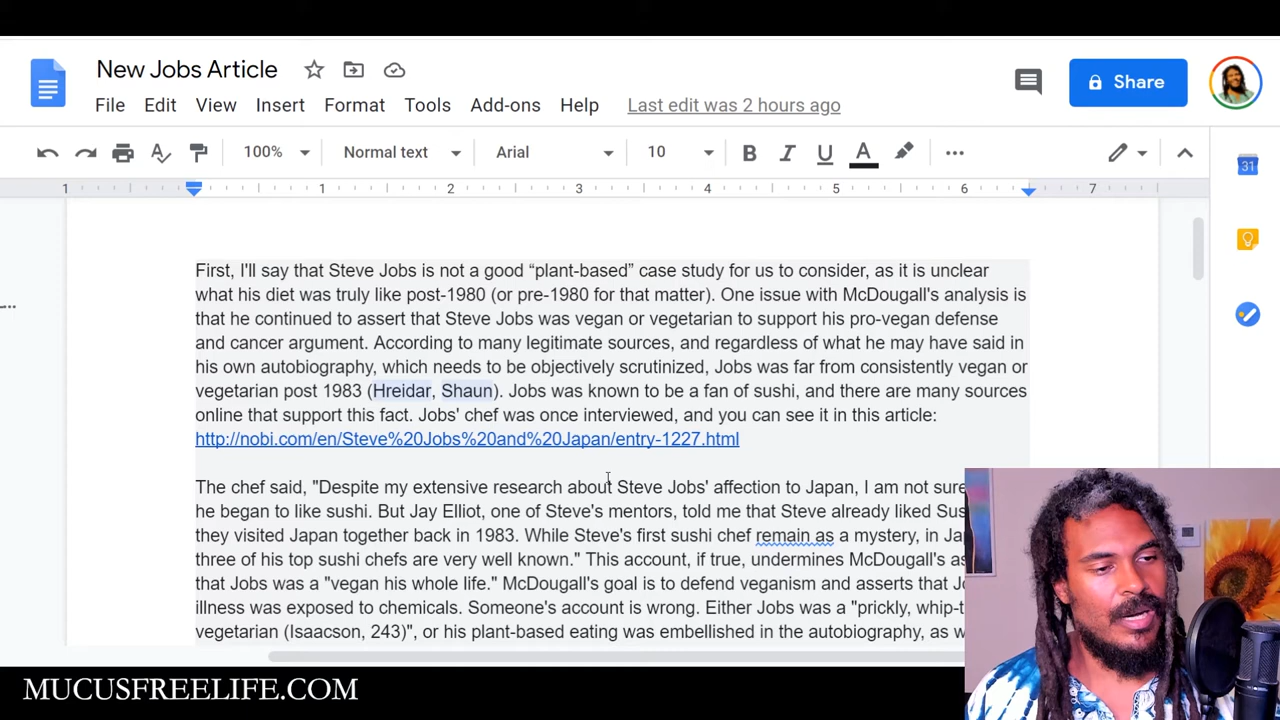 New Jobs Article
Share
File Edit View Insert Format Tools Add-ons Help Last edit was 2 hours ago
100% Normal text Arial 10 B I U A
1 1 2 3 4 5 6 7
31
First, I'll say that Steve Jobs is not a good “plant-based” case study for us to consider, as it is unclear
what his diet was truly like post-1980 (or pre-1980 for that matter). One issue with McDougall's analysis is
that he continued to assert that Steve Jobs was vegan or vegetarian to support his pro-vegan defense
and cancer argument. According to many legitimate sources, and regardless of what he may have said in
his own autobiography, which needs to be objectively scrutinized, Jobs was far from consistently vegan or
vegetarian post 1983 (Hreidar, Shaun). Jobs was known to be a fan of sushi, and there are many sources
online that support this fact. Jobs' chef was once interviewed, and you can see it in this article:
http://nobi.com/en/Steve%20Jobs%20and%20Japan/entry-1227.html
The chef said, "Despite my extensive research about Steve Jobs' affection to Japan, I am not sure
he began to like sushi. But Jay Elliot, one of Steve's mentors, told me that Steve already liked
they visited Japan together back in 1983. While Steve's first sushi chef remain as a mystery, in
three of his top sushi chefs are very well known." This account, if true, undermines McDougall's
that Jobs was a "vegan his whole life." McDougall's goal is to defend veganism and asserts that
illness was exposed to chemicals. Someone's account is wrong. Either Jobs was a "prickly,
vegetarian (Isaacson, 243)", or his plant-based eating was embellished in the autobiography, as
MUCUSFREELIFE.COM